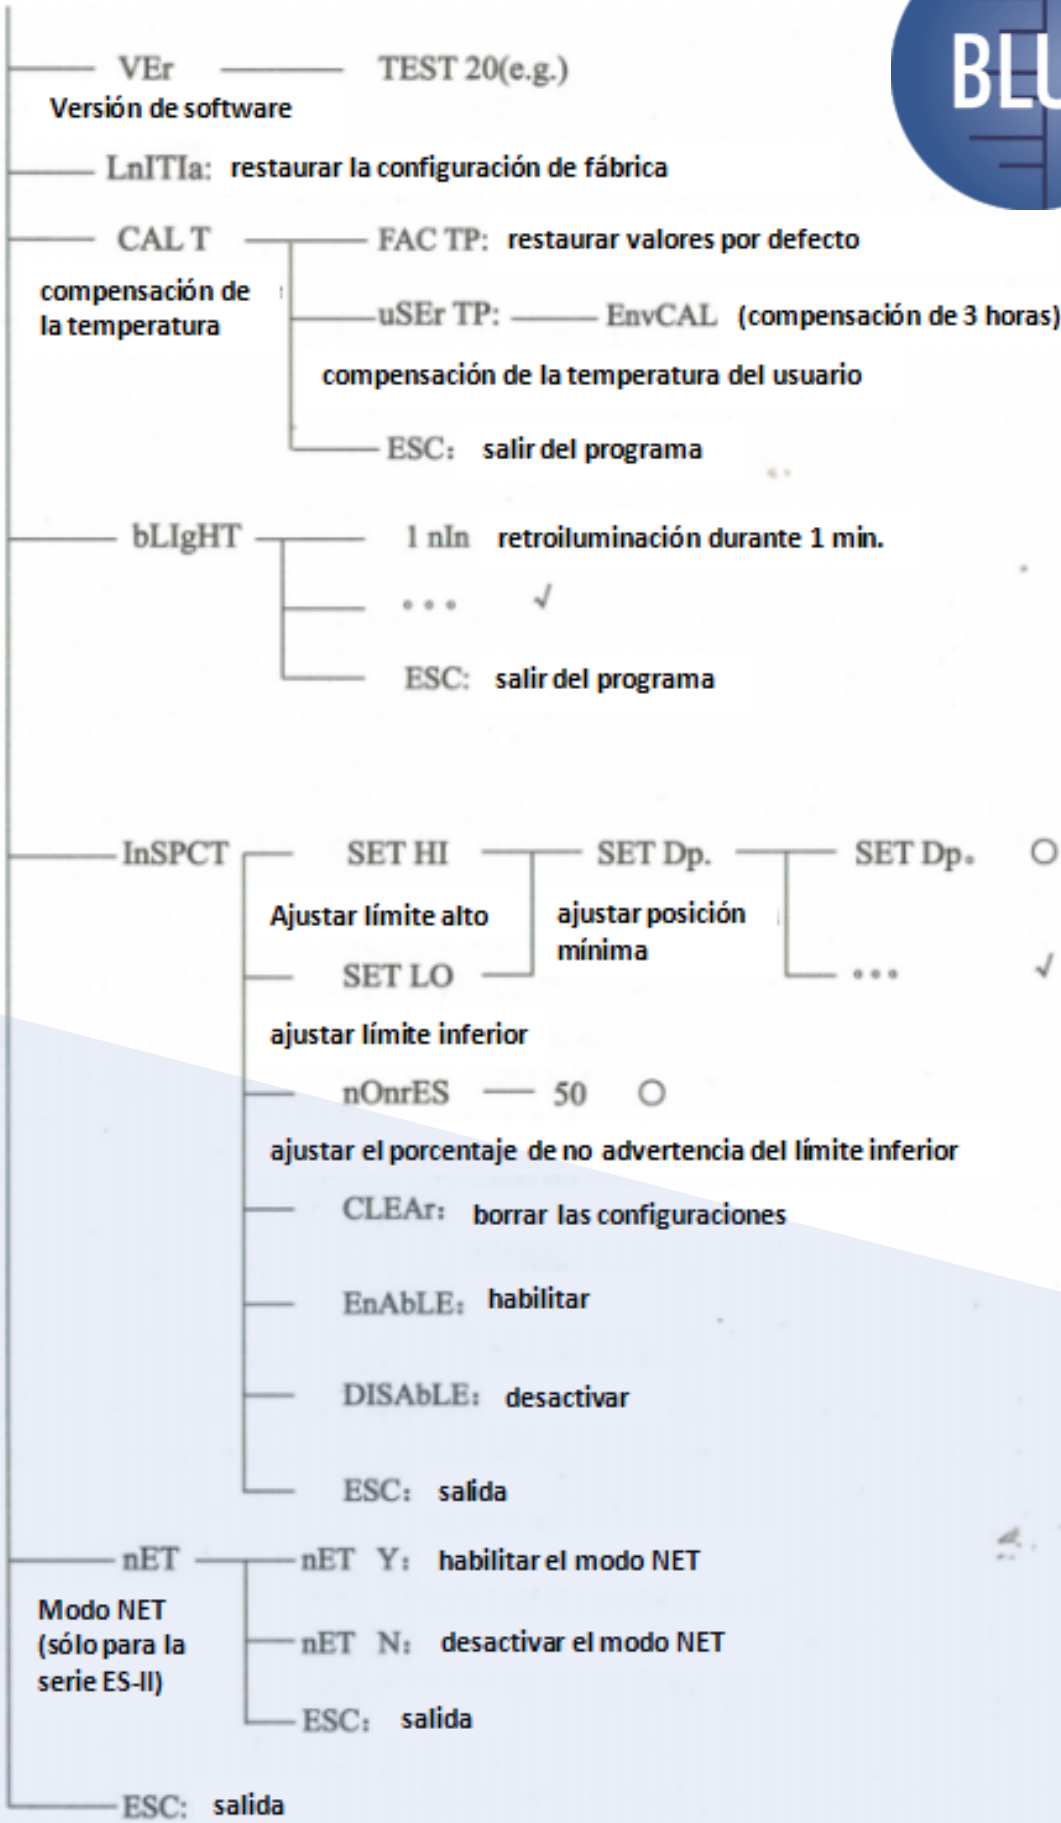 BLU
VEr TEST 20(e.g.)
Versión de software
LnITIa: restaurar la configuración de fábrica
CAL T FAC TP: restaurar valores por defecto
compensación de
la temperatura
uSEr TP: EnvCAL (compensación de 3 horas)
compensación de la temperatura del usuario
ESC: salir del programa
bLIgHT 1 nIn retroiluminación durante 1 min.
••• √
ESC: salir del programa
InSPCT SET HI SET Dp. SET Dp. ○
Ajustar límite alto
ajustar posición
mínima
SET LO ••• √
ajustar límite inferior
nOnrES 50 ○
ajustar el porcentaje de no advertencia del límite inferior
CLEAr: borrar las configuraciones
EnAbLE: habilitar
DISAbLE: desactivar
ESC: salida
nET nET Y: habilitar el modo NET
Modo NET
(sólo para la
serie ES-II)
nET N: desactivar el modo NET
ESC: salida
ESC: salida